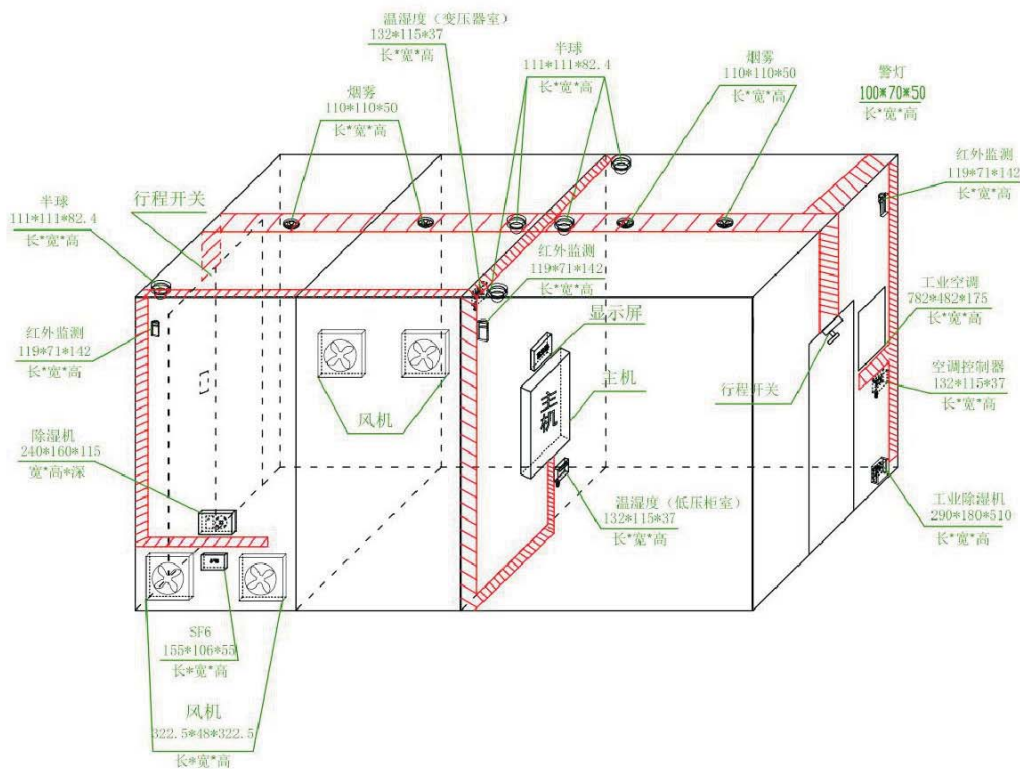 温湿度（变压器室）
132*115*37
长*宽*高
半球
111*111*82.4
长*宽*高
烟雾
110*110*50
长*宽*高
警灯
100*70*50
长*宽*高
烟雾
110*110*50
长*宽*高
红外监测
119*71*142
长*宽*高
半球
111*111*82.4
长*宽*高
行程开关
红外监测
119*71*142
长*宽*高
工业空调
782*482*175
长*宽*高
红外监测
119*71*142
长*宽*高
显示屏
主机
主机
空调控制器
132*115*37
长*宽*高
行程开关
风机
除湿机
240*160*115
宽*高*深
温湿度（低压柜室）
132*115*37
长*宽*高
工业除湿机
290*180*510
长*宽*高
SF6
155*106*55
长*宽*高
风机
322.5*48*322.5
长*宽*高